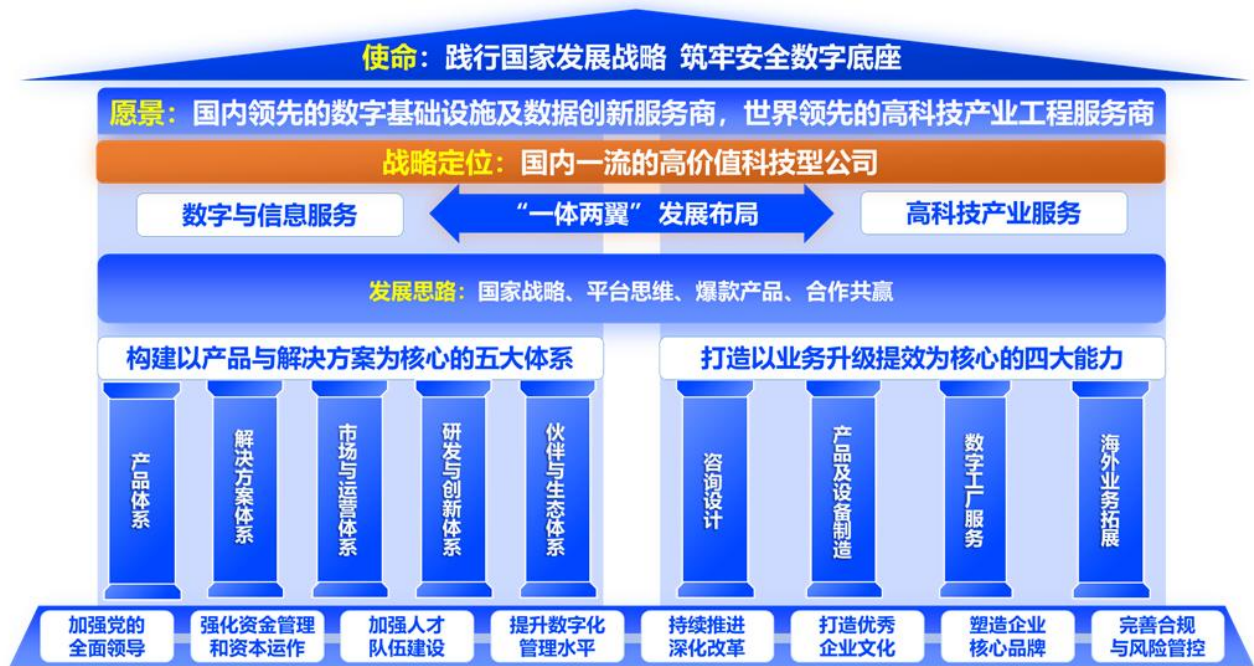 使命：践行国家发展战略 筑牢安全数字底座
愿景：国内领先的数字基础设施及数据创新服务商，世界领先的高科技产业工程服务商
战略定位：国内一流的高价值科技型公司
数字与信息服务
“一体两翼”发展布局
高科技产业服务
发展思路：国家战略、平台思维、爆款产品、合作共赢
构建以产品与解决方案为核心的五大体系
打造以业务升级提效为核心的四大能力
产品体系
解决方案体系
市场与运营体系
研发与创新体系
伙伴与生态体系
咨询设计
产品及设备制造
数字工厂服务
海外业务拓展
加强党的
全面领导
强化资金管理
和资本运作
加强人才
队伍建设
提升数字化
管理水平
持续推进
深化改革
打造优秀
企业文化
塑造企业
核心品牌
完善合规
与风险管控